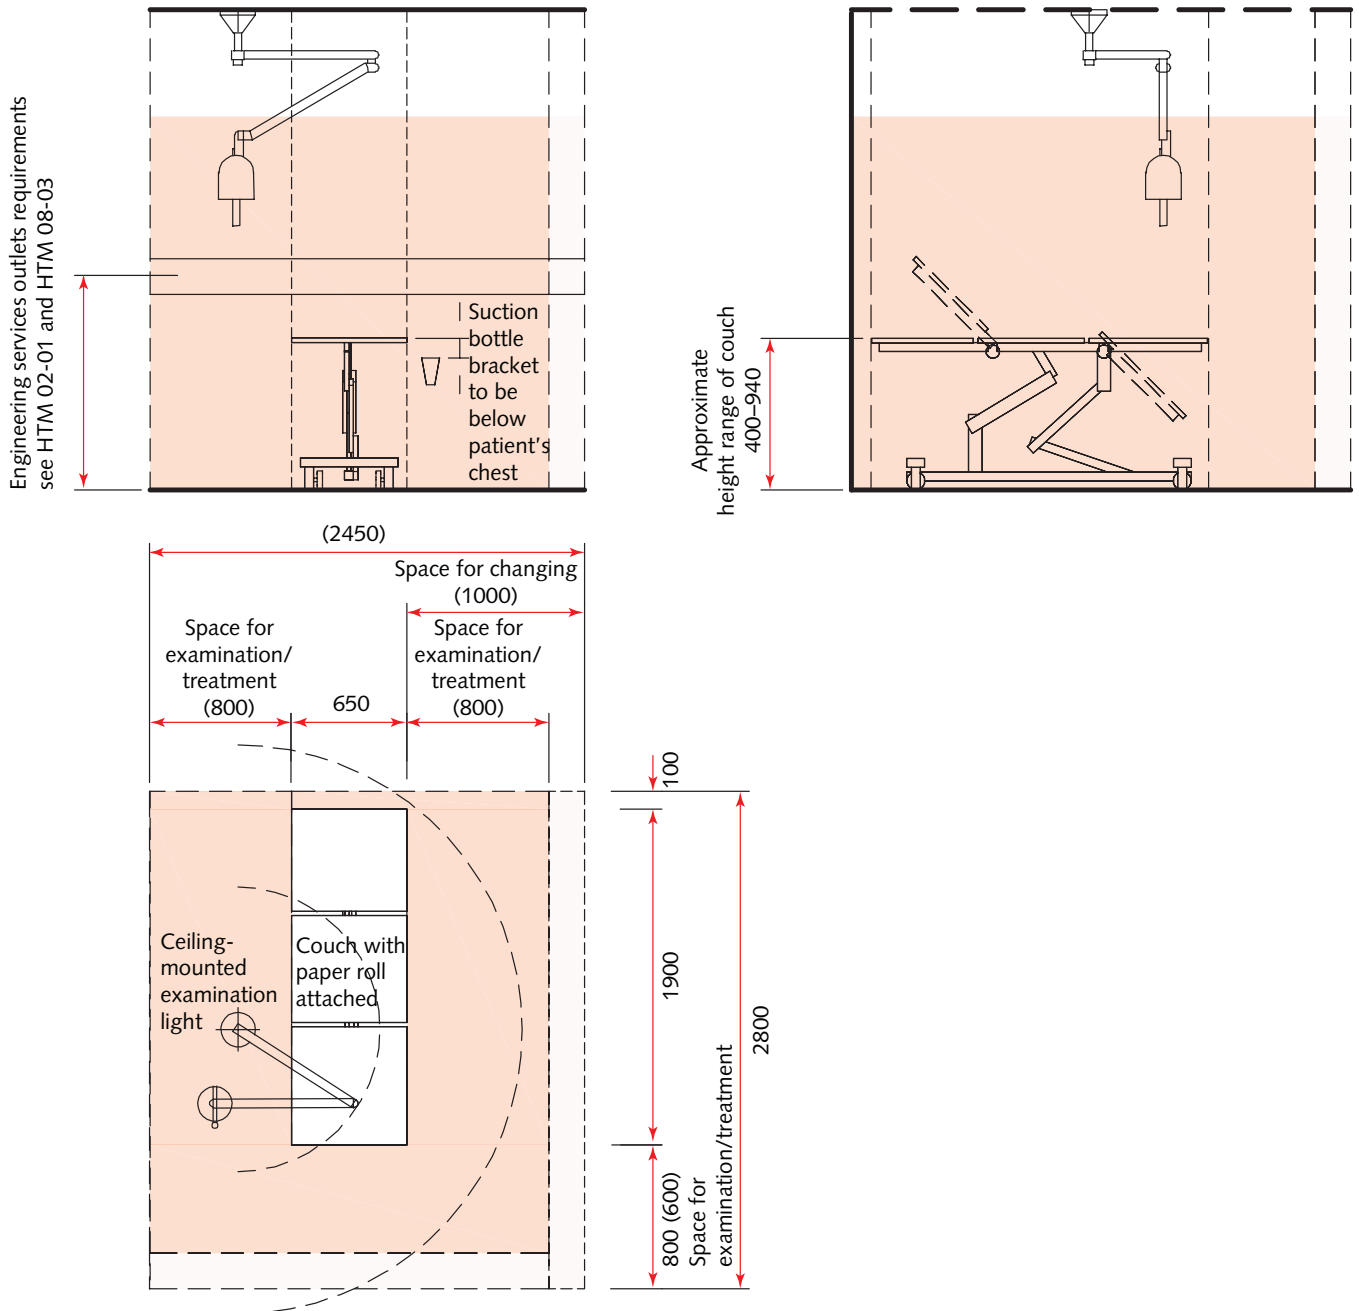 Engineering services outlets requirements
see HTM 02-01 and HTM 08-03
Suction
bottle
bracket
to be
below
patient's
chest
Approximate
height range of couch
400–940
(2450)
Space for changing
(1000)
Space for
examination/
treatment
(800)
650
Space for
examination/
treatment
(800)
100
1900
2800
800 (600)
Space for
examination/treatment
Ceiling-
mounted
examination
light
Couch with
paper roll
attached